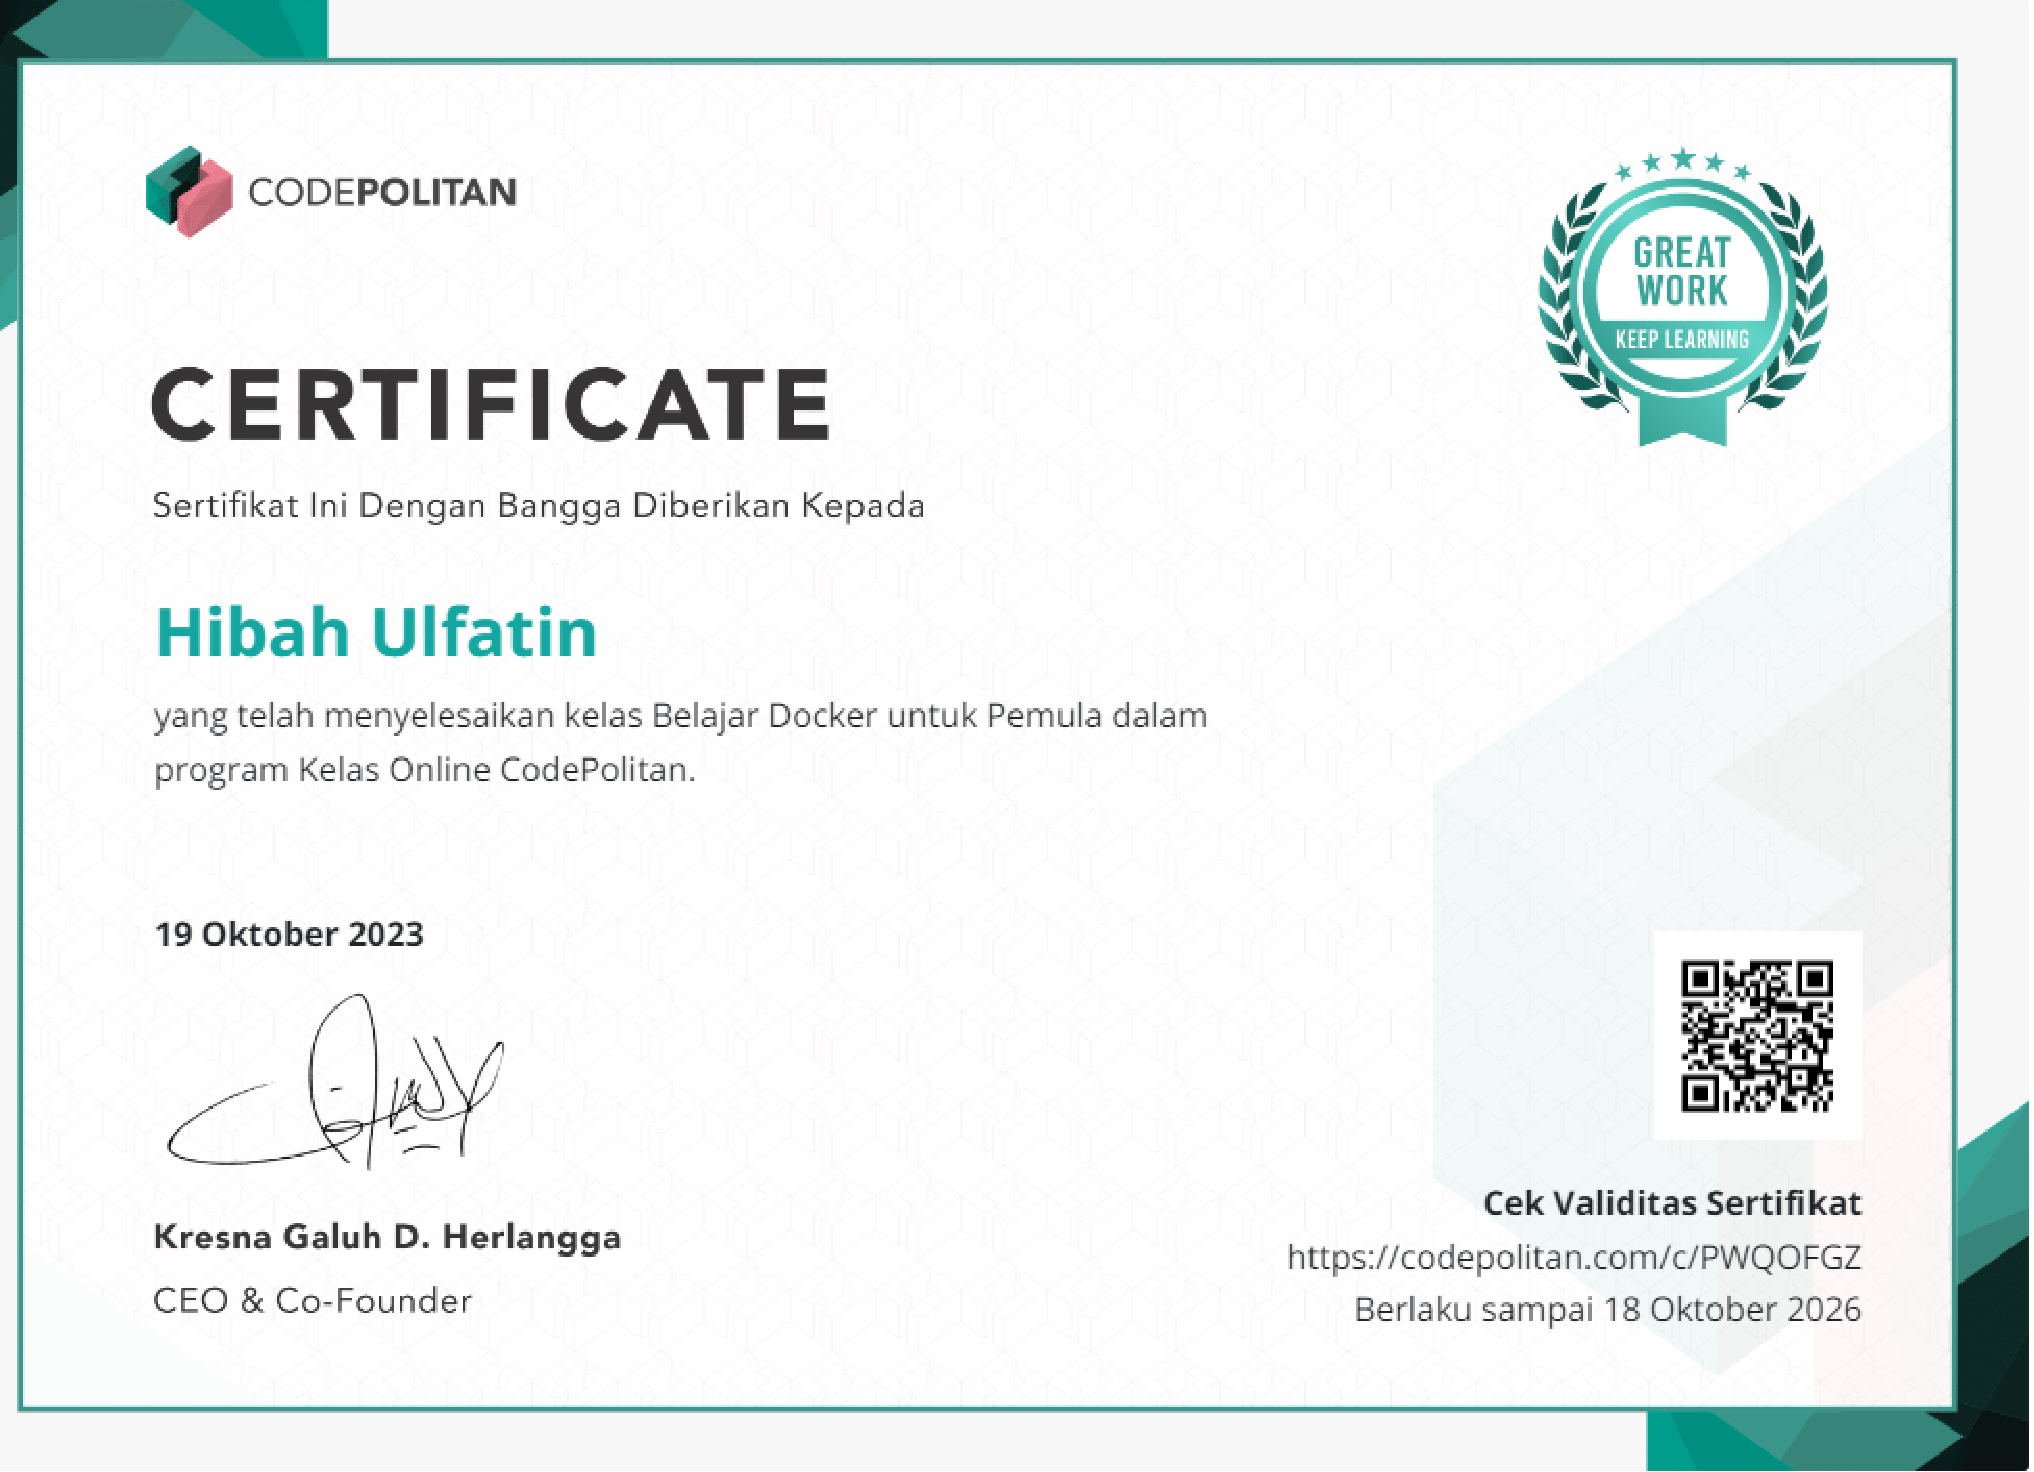 CODEPOLITAN
GREAT
WORK
KEEP LEARNING
CERTIFICATE
Sertifikat Ini Dengan Bangga Diberikan Kepada
Hibah Ulfatin
yang telah menyelesaikan kelas Belajar Docker untuk Pemula dalam
program Kelas Online CodePolitan.
19 Oktober 2023
Kresna Galuh D. Herlangga
CEO & Co-Founder
Cek Validitas Sertifikat
https://codepolitan.com/c/PWQOFGZ
Berlaku sampai 18 Oktober 2026